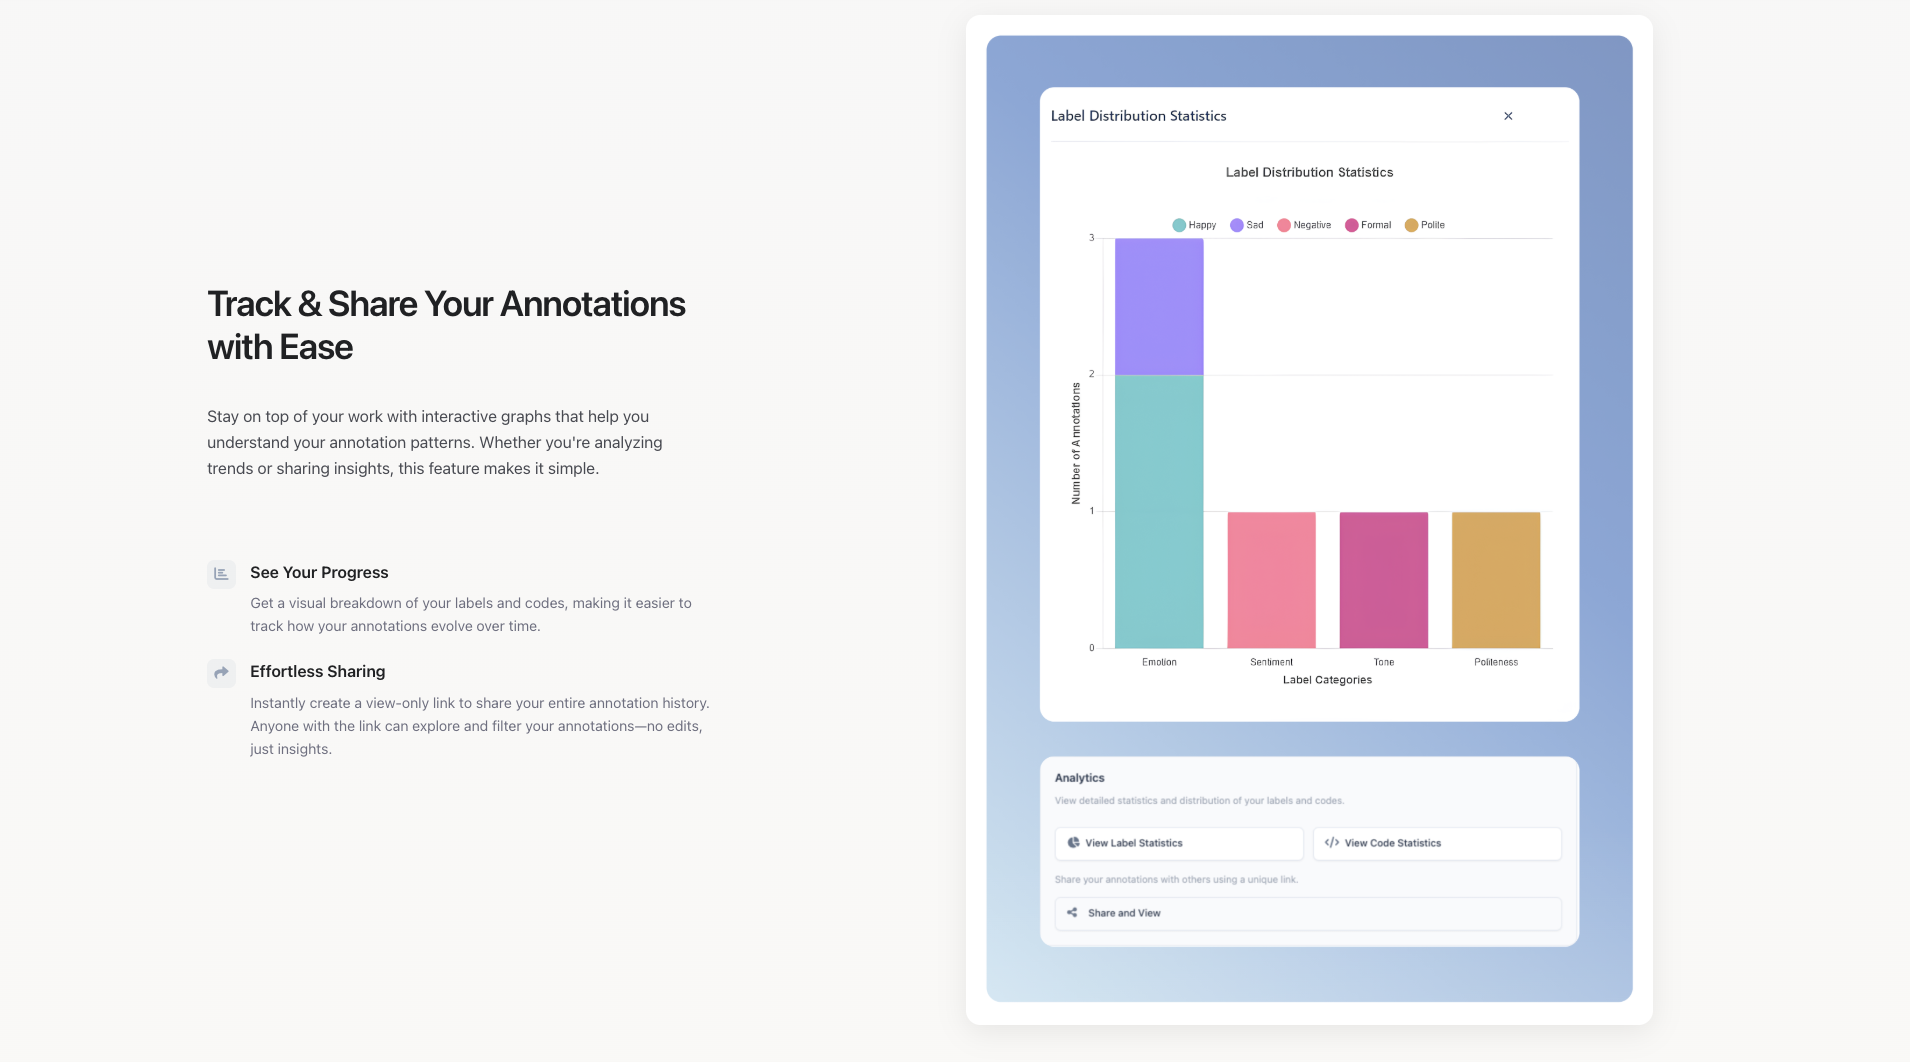 Track & Share Your Annotations
with Ease
Stay on top of your work with interactive graphs that help you
understand your annotation patterns. Whether you're analyzing
trends or sharing insights, this feature makes it simple.
See Your Progress
Get a visual breakdown of your labels and codes, making it easier to
track how your annotations evolve over time.
Effortless Sharing
Instantly create a view-only link to share your entire annotation history.
Anyone with the link can explore and filter your annotations—no edits,
just insights.
Label Distribution Statistics
Label Distribution Statistics
Happy Sad Negative Formal Polite
3
2
1
0
Number of Annotations
Emotion Sentiment Tone Politeness
Label Categories
Analytics
View detailed statistics and distribution of your labels and codes.
View Label Statistics </> View Code Statistics
Share your annotations with others using a unique link.
Share and View